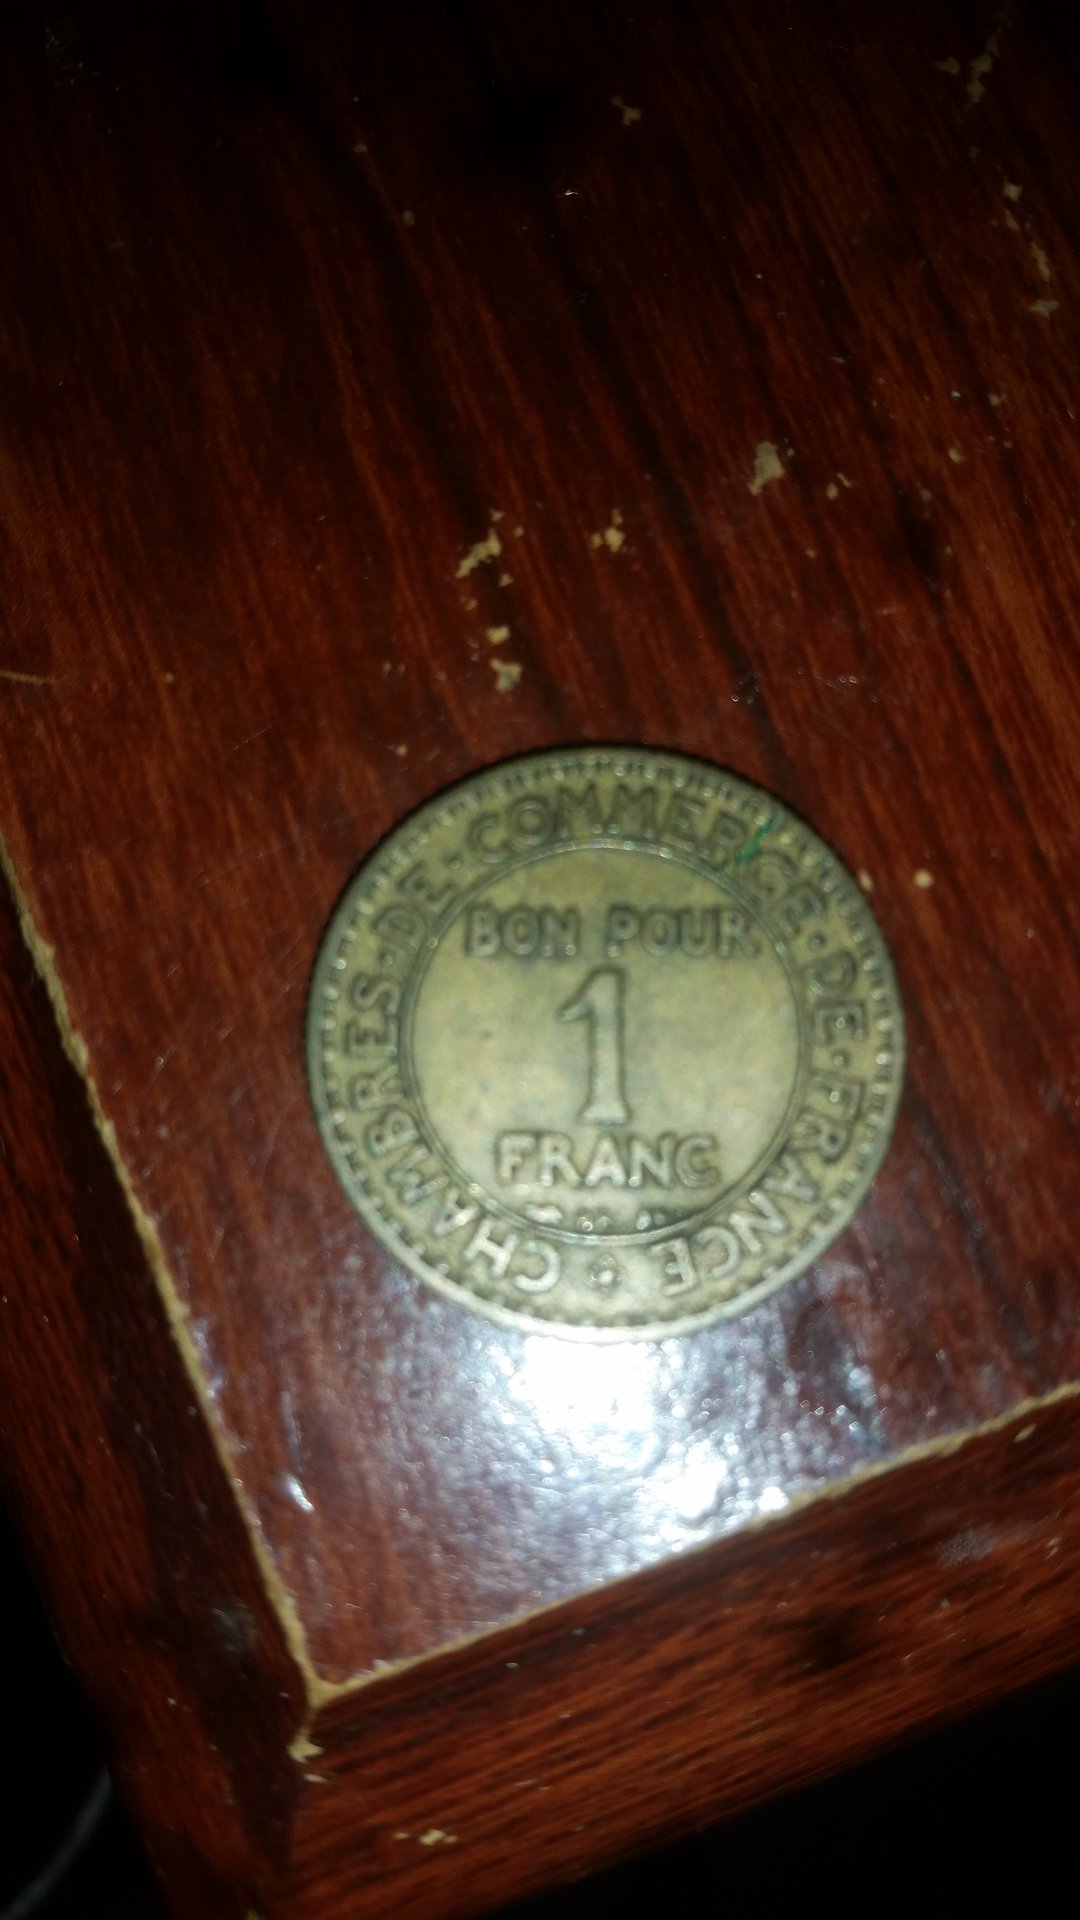 CHAMBRES·DE·COMMERCE·DE·FRANCE
BON POUR
1
FRANC